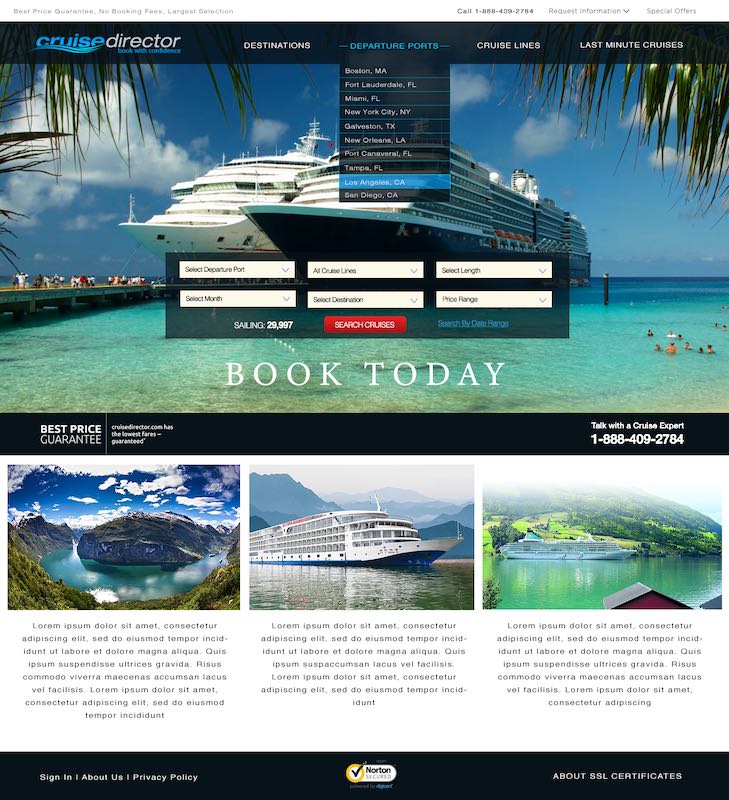 Best Price Guarantee, No Booking Fees, Largest Selection
Call 1-888-409-2784
Request Information
Special Offers
cruisedirector
book with confidence
DESTINATIONS
DEPARTURE PORTS
CRUISE LINES
LAST MINUTE CRUISES
Boston, MA
Fort Lauderdale, FL
Miami, FL
New York City, NY
Galveston, TX
New Orleans, LA
Port Canaveral, FL
Tampa, FL
Los Angeles, CA
San Diego, CA
Select Departure Port
All Cruise Lines
Select Length
Select Month
Select Destination
Price Range
SAILING: 29,997
SEARCH CRUISES
Search By Date Range
BOOK TODAY
BEST PRICE
GUARANTEE
cruisedirector.com has
the lowest fares –
guaranteed*
Talk with a Cruise Expert
1-888-409-2784
Lorem ipsum dolor sit amet, consectetur
adipiscing elit, sed do eiusmod tempor incid-
idunt ut labore et dolore magna aliqua. Quis
ipsum suspendisse ultrices gravida. Risus
commodo viverra maecenas accumsan lacus
vel facilisis. Lorem ipsum dolor sit amet,
consectetur adipiscing elit, sed do eiusmod
tempor incididunt
Lorem ipsum dolor sit amet, consectetur
adipiscing elit, sed do eiusmod tempor incid-
idunt ut labore et dolore magna aliqua. Quis
ipsum suspaccumsan lacus vel facilisis.
Lorem ipsum dolor sit amet, consectetur
adipiscing elit, sed do eiusmod tempor incid-
idunt
Lorem ipsum dolor sit amet, consectetur
adipiscing elit, sed do eiusmod tempor incid-
idunt ut labore et dolore magna aliqua. Quis
ipsum suspendisse ultrices gravida. Risus
commodo viverra maecenas accumsan lacus
vel facilisis. Lorem ipsum dolor sit amet,
consectetur adipiscing
Sign In | About Us | Privacy Policy
Norton
SECURED
powered by digicert
ABOUT SSL CERTIFICATES